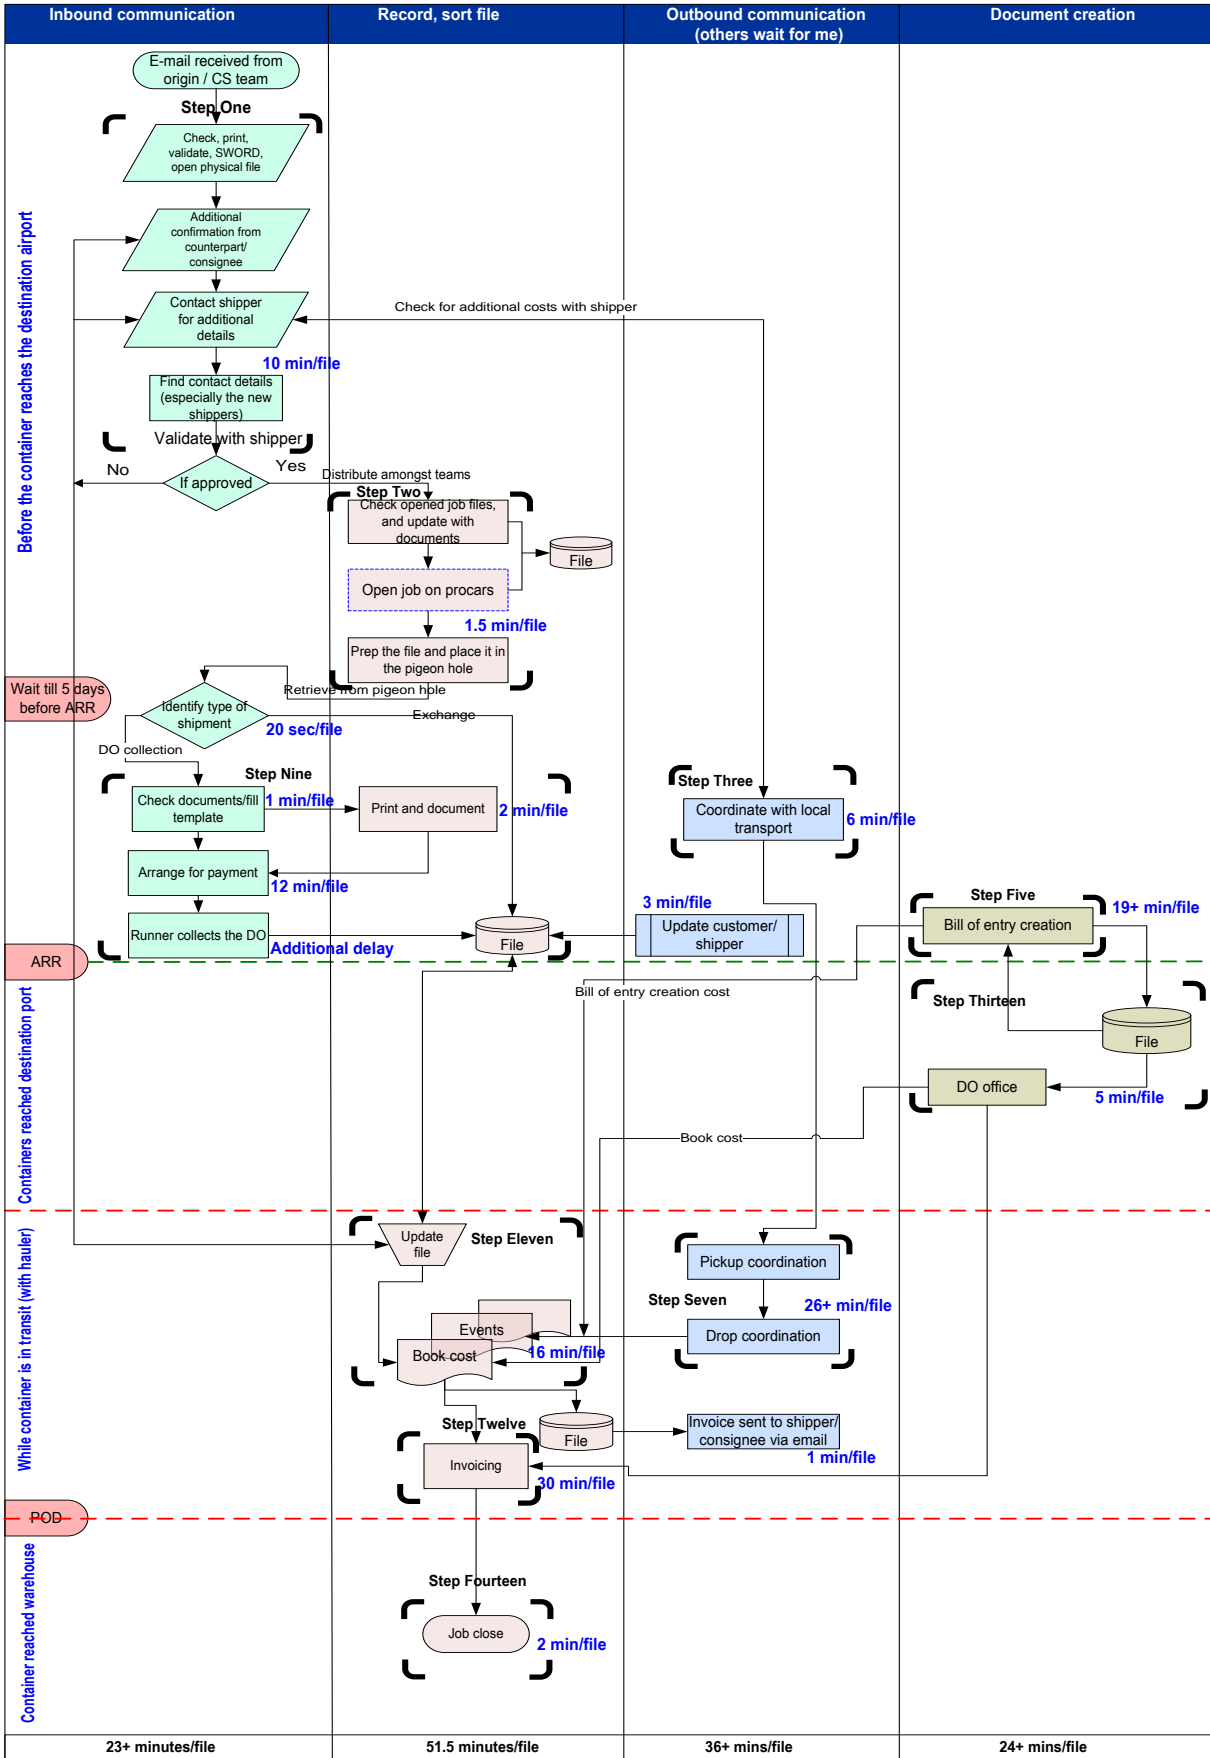 Inbound communication
Record, sort file
Outbound communication
(others wait for me)
Document creation
Before the container reaches the destination airport
E-mail received from
origin / CS team
Step One
Check, print,
validate, SWORD,
open physical file
Additional
confirmation from
counterpart/
consignee
Contact shipper
for additional
details
Check for additional costs with shipper
10 min/file
Find contact details
(especially the new
shippers)
Validate with shipper
No
If approved
Yes
Distribute amongst teams
Step Two
Check opened job files,
and update with
documents
File
Open job on procars
1.5 min/file
Prep the file and place it in
the pigeon hole
Wait till 5 days
before ARR
Retrieve from pigeon hole
Identify type of
shipment
Exchange
20 sec/file
DO collection
Step Nine
Check documents/fill
template
1 min/file
Print and document
2 min/file
Step Three
Coordinate with local
transport
6 min/file
Arrange for payment
12 min/file
Runner collects the DO
Additional delay
File
3 min/file
Update customer/
shipper
Step Five
Bill of entry creation
19+ min/file
ARR
Containers reached destination port
Bill of entry creation cost
Step Thirteen
File
DO office
5 min/file
Book cost
While container is in transit (with hauler)
Update
file
Step Eleven
Pickup coordination
Step Seven
26+ min/file
Events
Drop coordination
16 min/file
Book cost
Step Twelve
File
Invoice sent to shipper/
consignee via email
1 min/file
Invoicing
30 min/file
POD
Container reached warehouse
Step Fourteen
Job close
2 min/file
23+ minutes/file
51.5 minutes/file
36+ mins/file
24+ mins/file